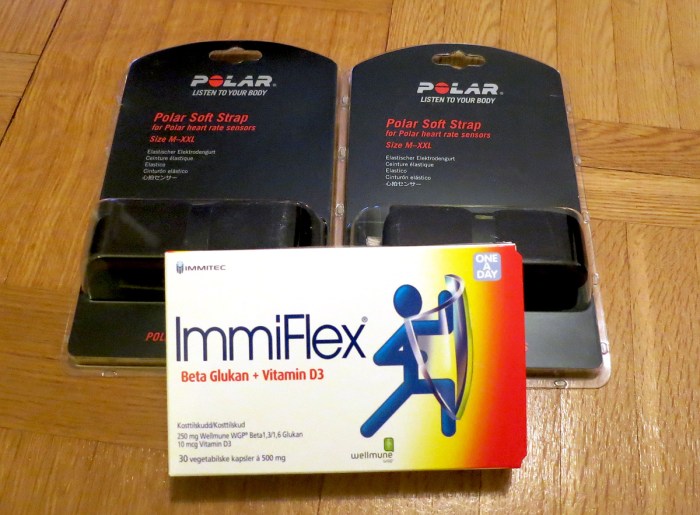 POLAR®
LISTEN TO YOUR BODY
Polar Soft Strap
for Polar heart rate sensors
Size M-XXL
Elastischer Elektrodengurt
Ceinture élastique
Elastico
Cinturón elástico
心拍センサー
POLAR®
LISTEN TO YOUR BODY
Polar Soft Strap
for Polar heart rate sensors
Size M-XXL
Elastischer Elektrodengurt
Ceinture élastique
Elastico
Cinturón elástico
心拍センサー
IMMITEC
ONE
A
DAY
ImmiFlex®
Beta Glukan + Vitamin D3
Kosttilskudd/Kosttilskud
250 mg Wellmune WGP® Beta1,3/1,6 Glukan
10 mcg Vitamin D3
30 vegetabilske kapsler à 500 mg
wellmune
WGP®